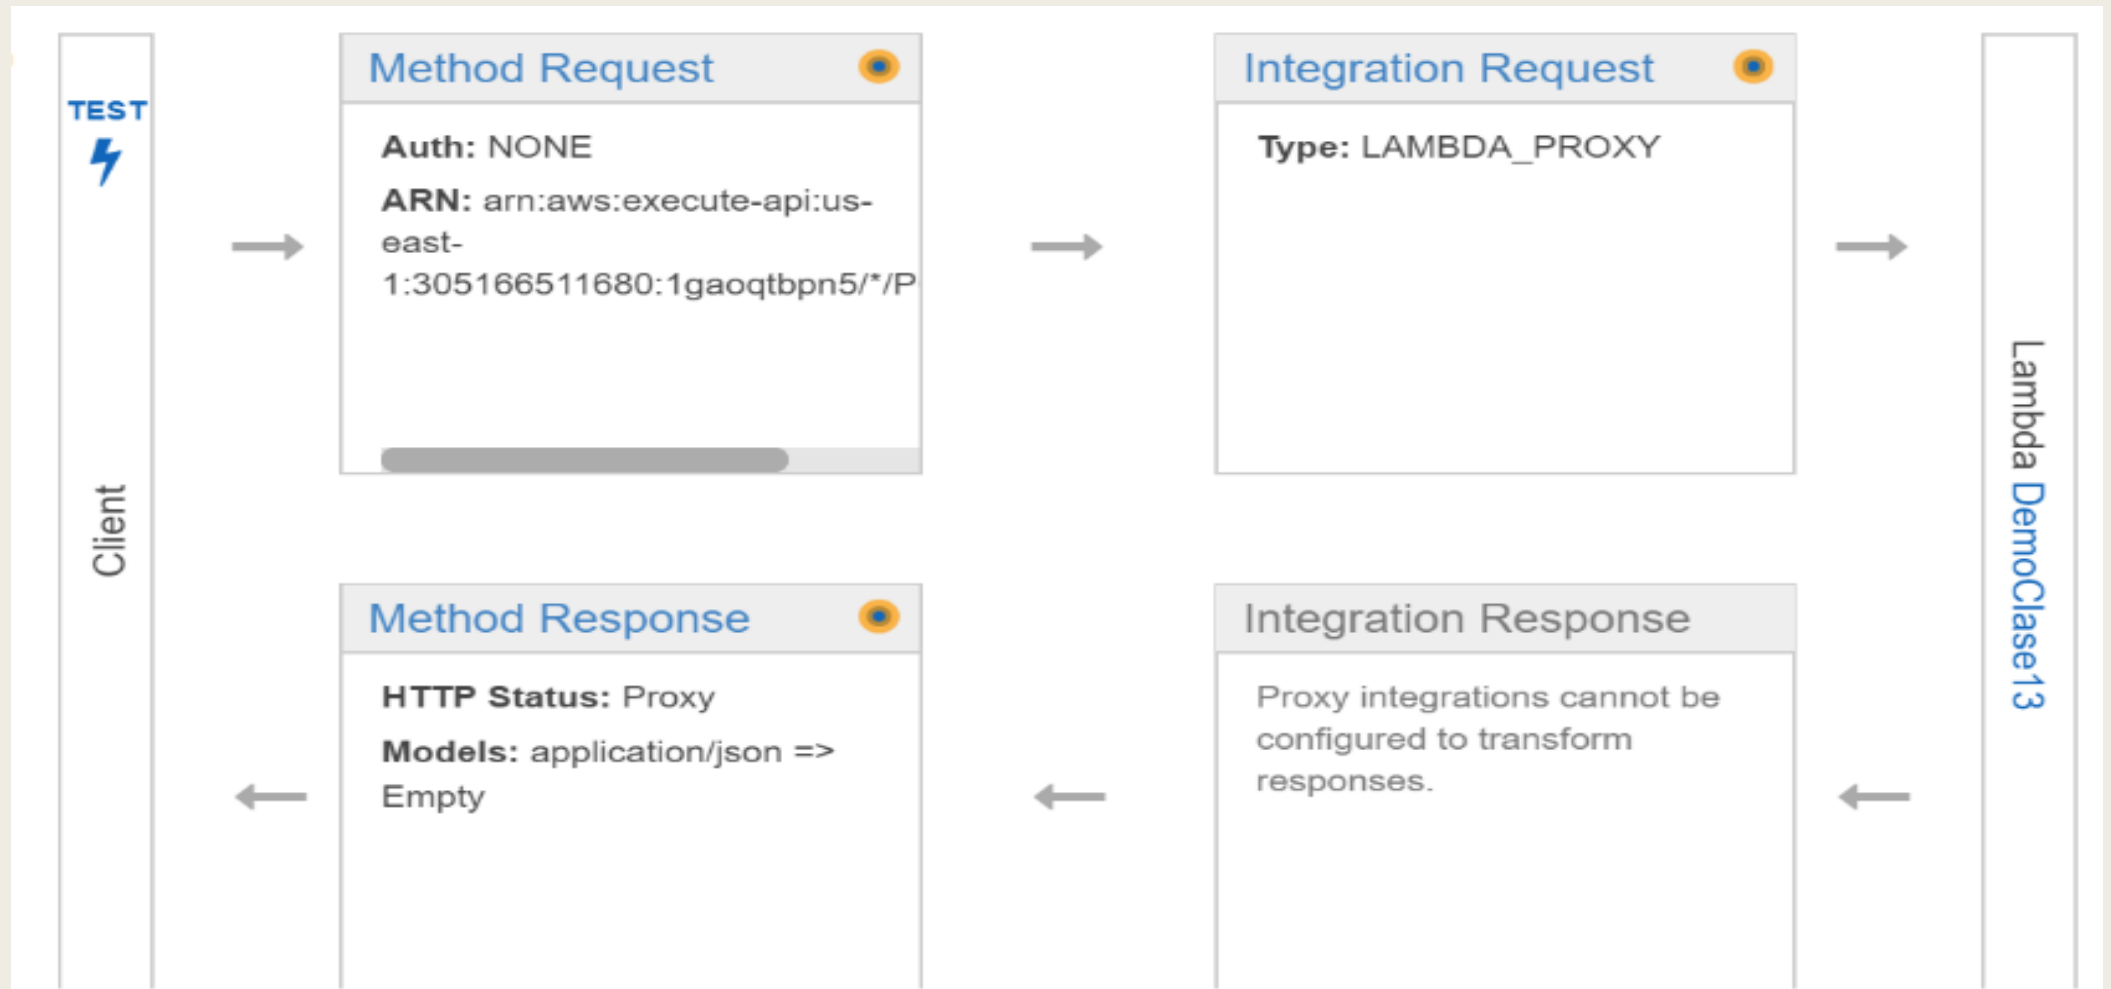 TEST
Client
Method Request
Auth: NONE
ARN: arn:aws:execute-api:us-
east-
1:305166511680:1gaoqtbpn5/*/P
Integration Request
Type: LAMBDA_PROXY
Lambda DemoClase13
Method Response
HTTP Status: Proxy
Models: application/json =>
Empty
Integration Response
Proxy integrations cannot be
configured to transform
responses.